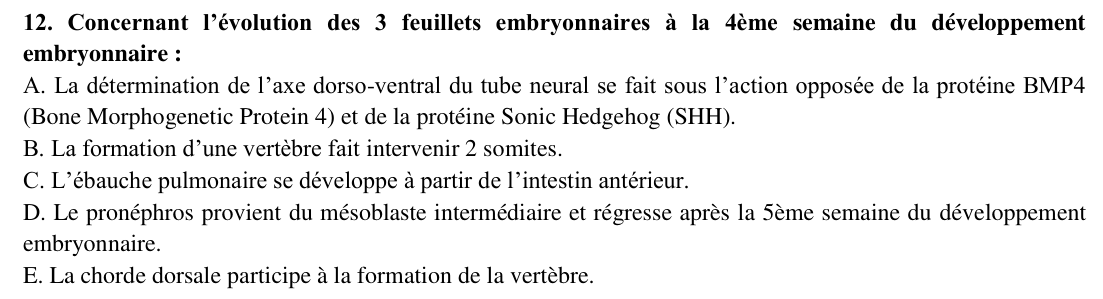 12. Concernant l’évolution des 3 feuillets embryonnaires à la 4ème semaine du développement
embryonnaire :
A. La détermination de l’axe dorso-ventral du tube neural se fait sous l’action opposée de la protéine BMP4
(Bone Morphogenetic Protein 4) et de la protéine Sonic Hedgehog (SHH).
B. La formation d’une vertèbre fait intervenir 2 somites.
C. L’ébauche pulmonaire se développe à partir de l’intestin antérieur.
D. Le pronéphros provient du mésoblaste intermédiaire et régresse après la 5ème semaine du développement
embryonnaire.
E. La chorde dorsale participe à la formation de la vertèbre.